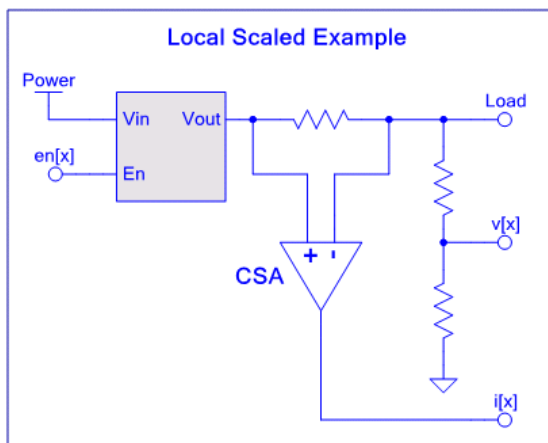 Local Scaled Example
Power
Load
Vin
Vout
en[x]
En
v[x]
+ -
CSA
i[x]